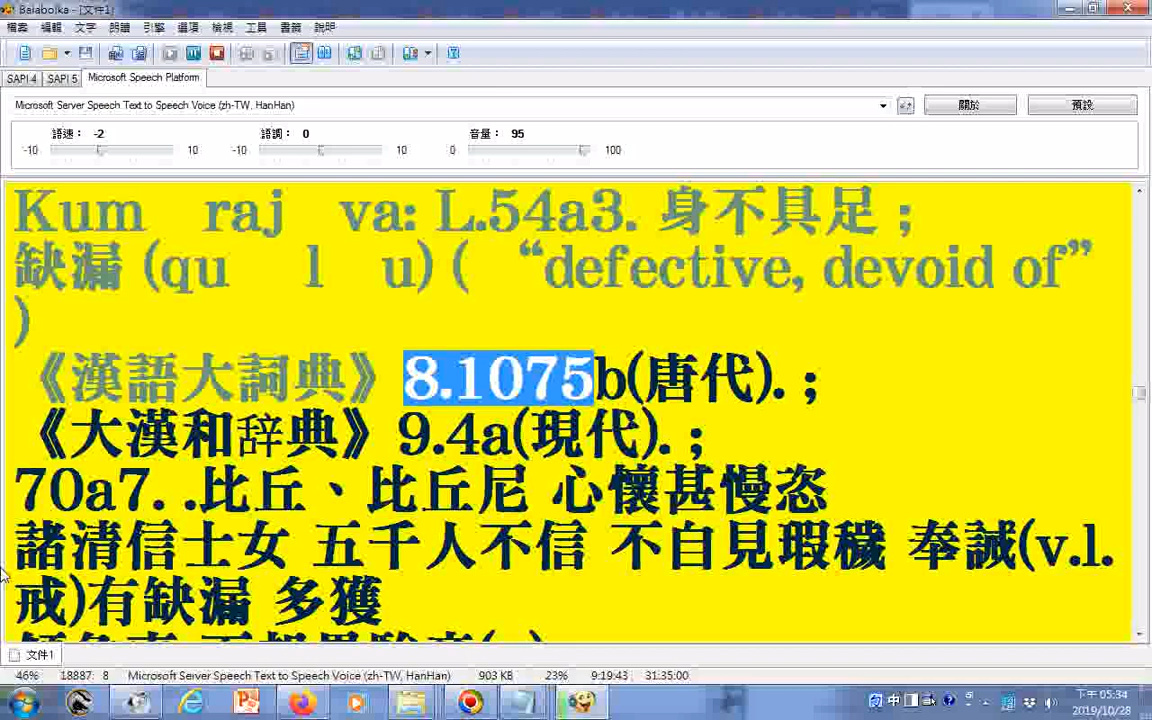 Balabolka - [文件1]
檔案 編輯 文字 朗讀 引擎 選項 檢視 工具 書籤 說明
SAPI 4 SAPI 5 Microsoft Speech Platform
Microsoft Server Speech Text to Speech Voice (zh-TW, HanHan) 關於 預設
語速： -2 語調： 0 音量： 95
-10 10 -10 10 0 100
Kum raj va: L.54a3. 身不具足 ;
缺漏 (qu l u) ( “defective, devoid of”
)
《漢語大詞典》 8.1075b(唐代). ;
《大漢和辞典》 9.4a(現代). ;
70a7. .比丘、比丘尼 心懷甚慢恣
諸清信士女 五千人不信 不自見瑕穢 奉誡(v.l.
戒)有缺漏 多獲
文件1
46% 18887: 8 Microsoft Server Speech Text to Speech Voice (zh-TW, HanHan) 903 KB 23% 9:19:43 31:35:00
中 下午 05:34
2019/10/28